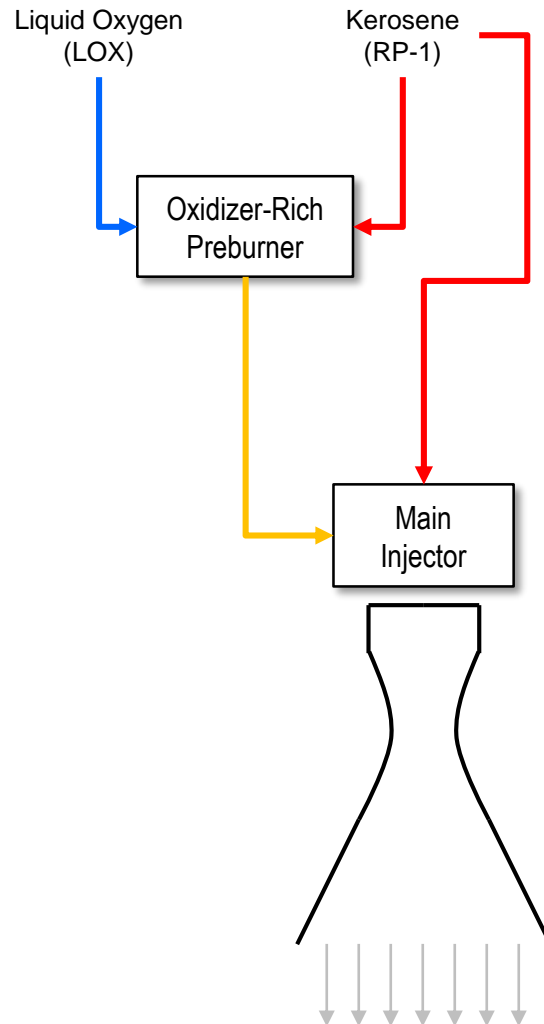 Liquid Oxygen
(LOX)
Kerosene
(RP-1)
Oxidizer-Rich
Preburner
Main
Injector